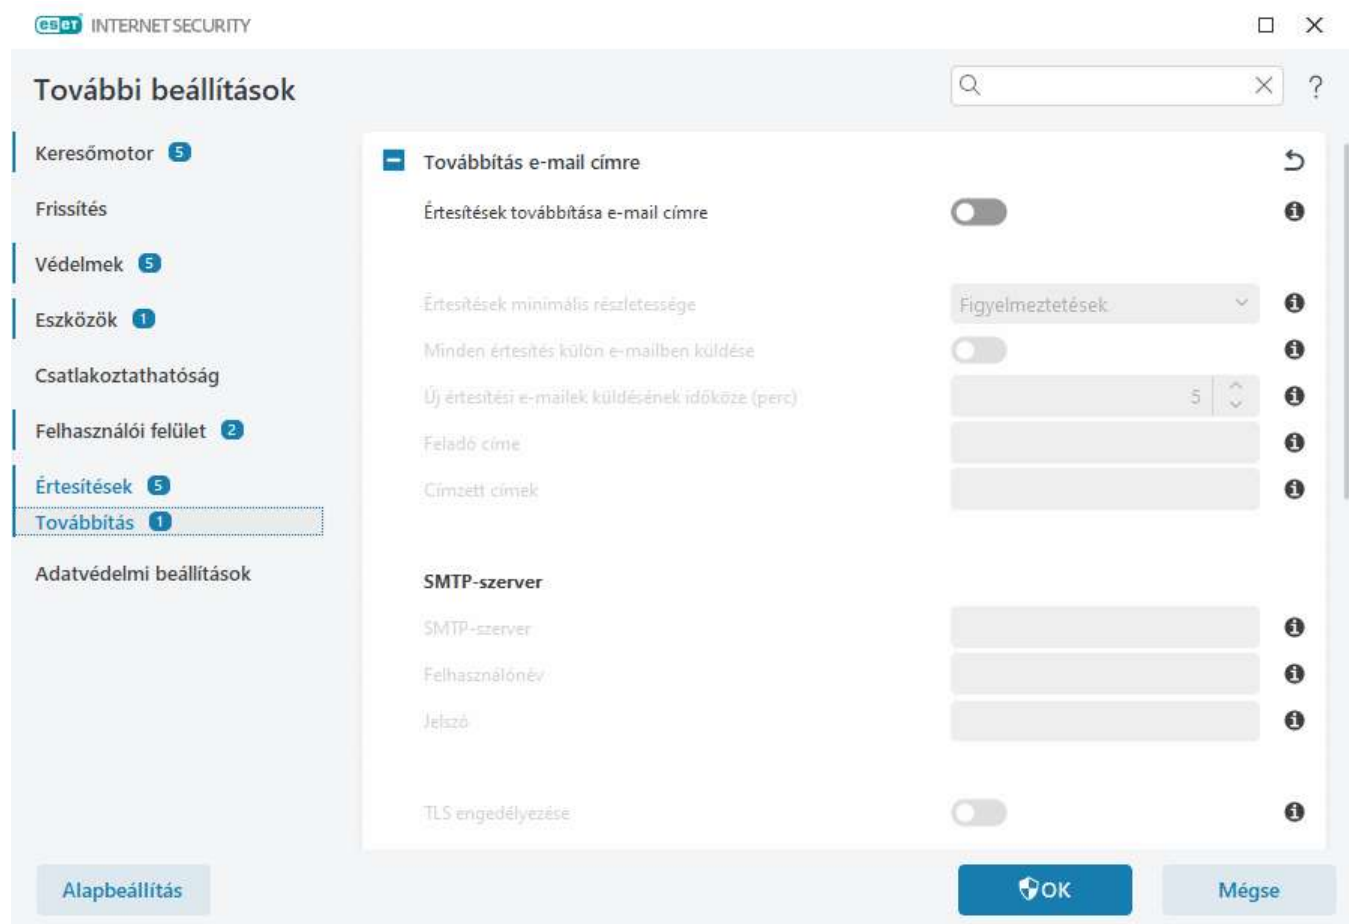 eset INTERNET SECURITY
További beállítások
?
Keresőmotor 5
Frissítés
Védelmek 5
Eszközök 1
Csatlakoztathatóság
Felhasználói felület 2
Értesítések 5
Továbbítás 1
Adatvédelmi beállítások
Továbbítás e-mail címre
Értesítések továbbítása e-mail címre
Értesítések minimális részletessége Figyelmeztetések
Minden értesítés külön e-mailben küldése
Új értesítési e-mailek küldésének időköze (perc) 5
Feladó címe
Címzett címek
SMTP-szerver
SMTP-szerver
Felhasználónév
Jelszó
TLS engedélyezése
Alapbeállítás
OK
Mégse